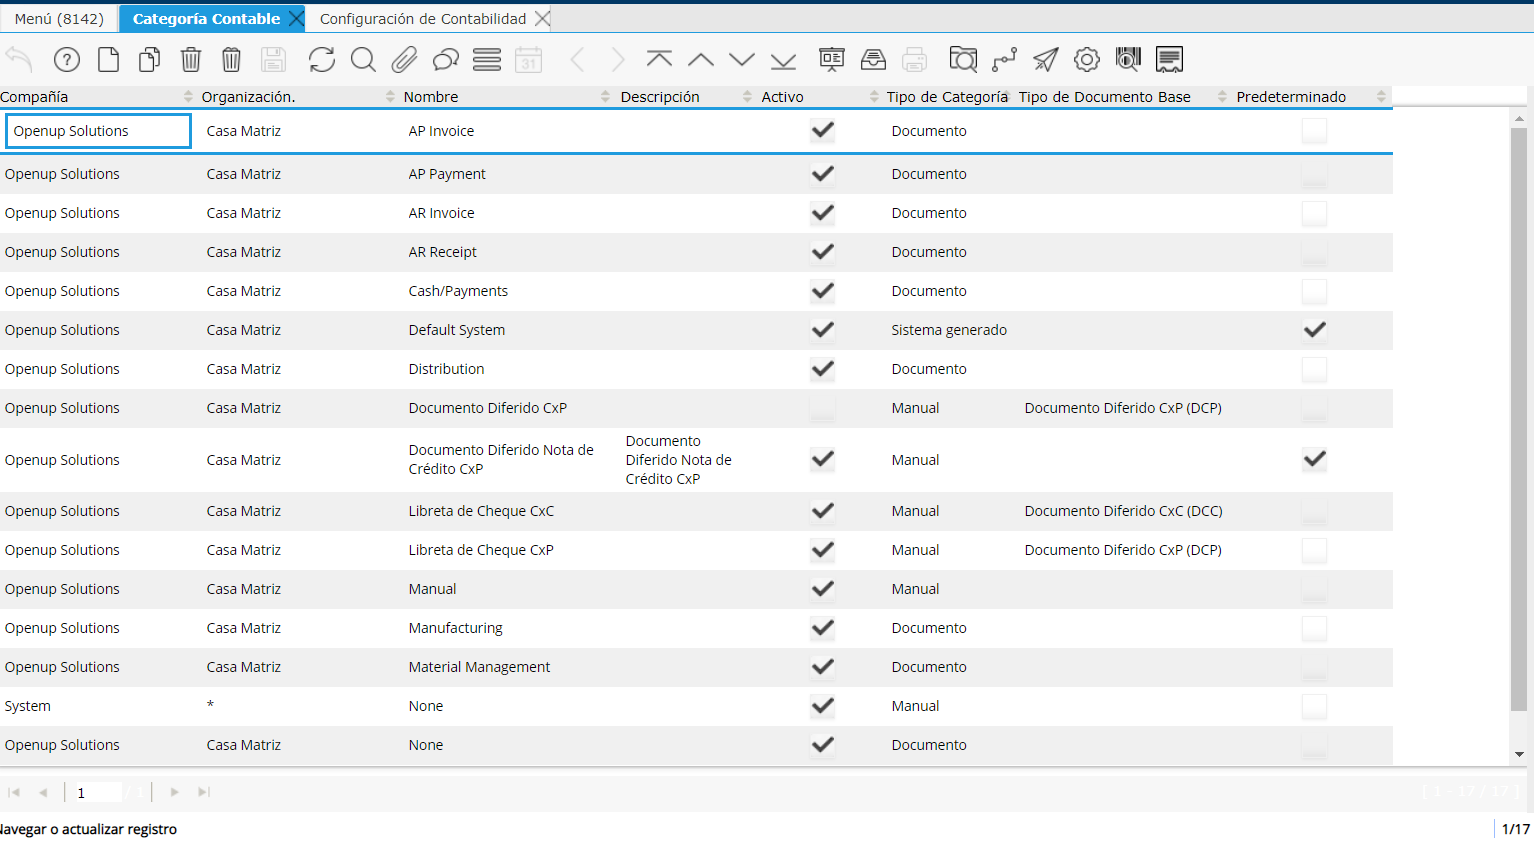 Menú (8142) Categoría Contable Configuración de Contabilidad
31
Compañía Organización. Nombre Descripción Activo Tipo de Categoría Tipo de Documento Base Predeterminado
Openup Solutions Casa Matriz AP Invoice Documento
Openup Solutions Casa Matriz AP Payment Documento
Openup Solutions Casa Matriz AR Invoice Documento
Openup Solutions Casa Matriz AR Receipt Documento
Openup Solutions Casa Matriz Cash/Payments Documento
Openup Solutions Casa Matriz Default System Sistema generado
Openup Solutions Casa Matriz Distribution Documento
Openup Solutions Casa Matriz Documento Diferido CxP Manual Documento Diferido CxP (DCP)
Openup Solutions Casa Matriz Documento Diferido Nota de
Crédito CxP
Documento
Diferido Nota de
Crédito CxP
Manual
Openup Solutions Casa Matriz Libreta de Cheque CxC Manual Documento Diferido CxC (DCC)
Openup Solutions Casa Matriz Libreta de Cheque CxP Manual Documento Diferido CxP (DCP)
Openup Solutions Casa Matriz Manual Manual
Openup Solutions Casa Matriz Manufacturing Documento
Openup Solutions Casa Matriz Material Management Documento
System * None Manual
Openup Solutions Casa Matriz None Documento
1 / 1 [ 1 - 17 / 17 ]
Navegar o actualizar registro 1/17